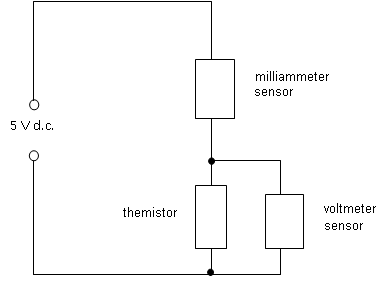 milliammeter
sensor
5 V d.c.
themistor
voltmeter
sensor